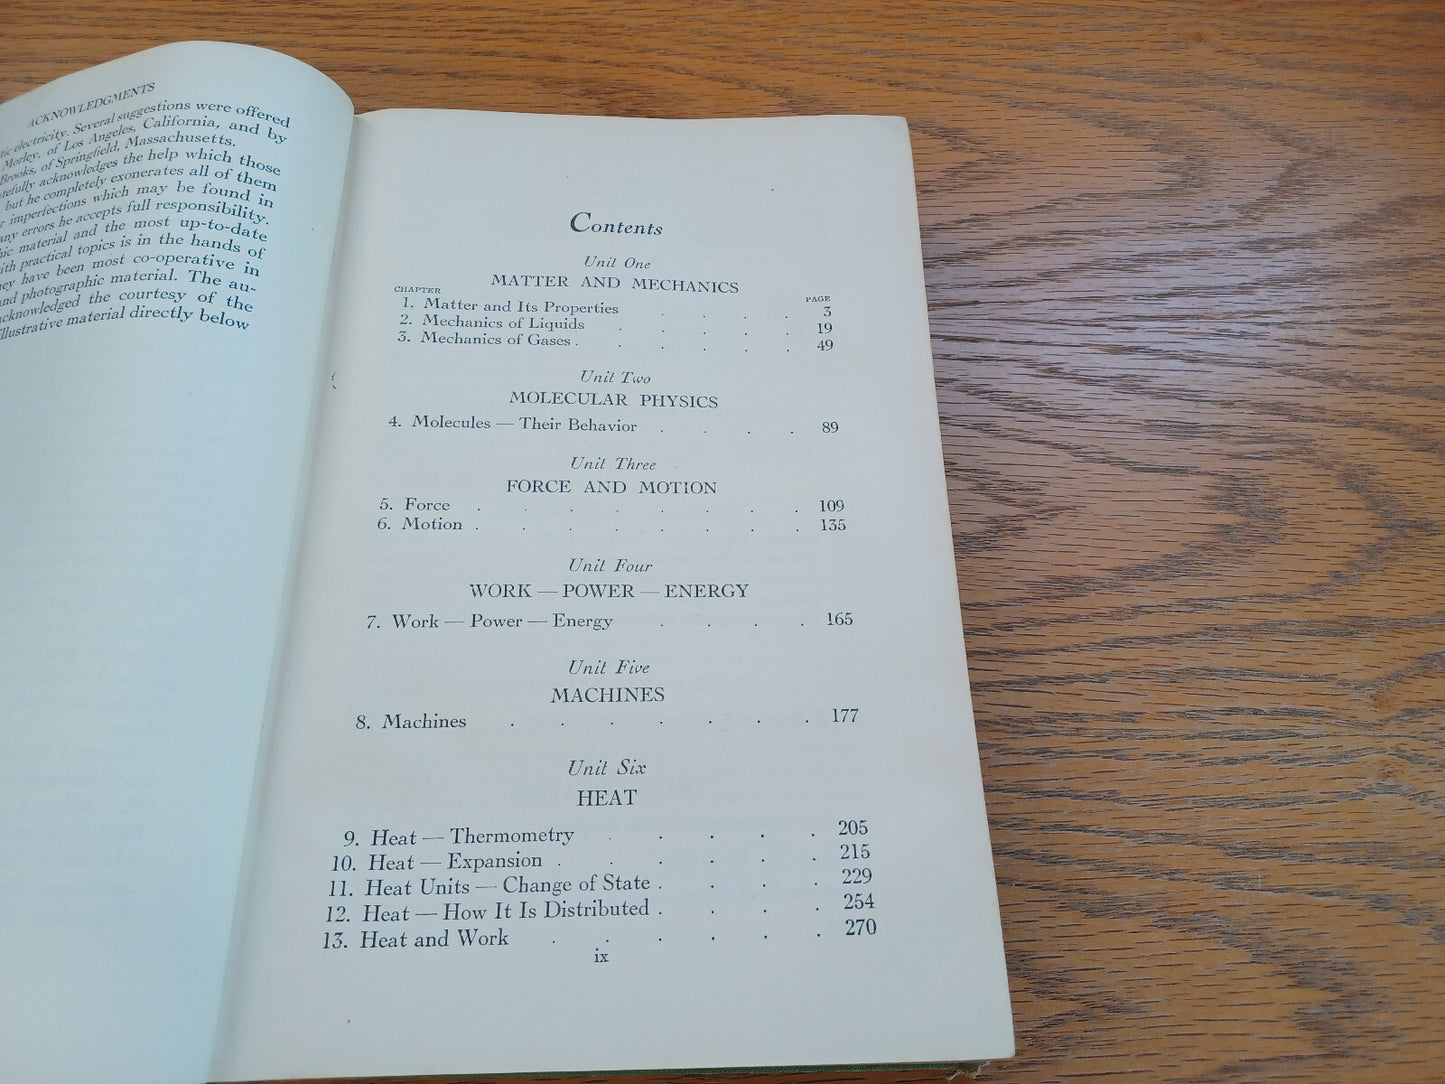 ACKNOWLEDGMENTS
electricity. Several suggestions were offered
Morley, of Los Angeles, California, and by
Brooks, of Springfield, Massachusetts.
acknowledges the help which those
but he completely exonerates all of them
imperfections which may be found in
any errors he accepts full responsibility.
material and the most up-to-date
practical topics is in the hands of
have been most co-operative in
and photographic material. The au-
acknowledged the courtesy of the
illustrative material directly below
Contents
Unit One
MATTER AND MECHANICS
CHAPTER PAGE
1. Matter and Its Properties . . . . 3
2. Mechanics of Liquids . . . . . 19
3. Mechanics of Gases . . . . . . 49
Unit Two
MOLECULAR PHYSICS
4. Molecules — Their Behavior . . . . 89
Unit Three
FORCE AND MOTION
5. Force . . . . . . . . 109
6. Motion . . . . . . . . 135
Unit Four
WORK — POWER — ENERGY
7. Work — Power — Energy . . . . 165
Unit Five
MACHINES
8. Machines . . . . . . . 177
Unit Six
HEAT
9. Heat — Thermometry . . . . . 205
10. Heat — Expansion . . . . . . 215
11. Heat Units — Change of State . . . . 229
12. Heat — How It Is Distributed . . . . 254
13. Heat and Work . . . . . . 270
ix